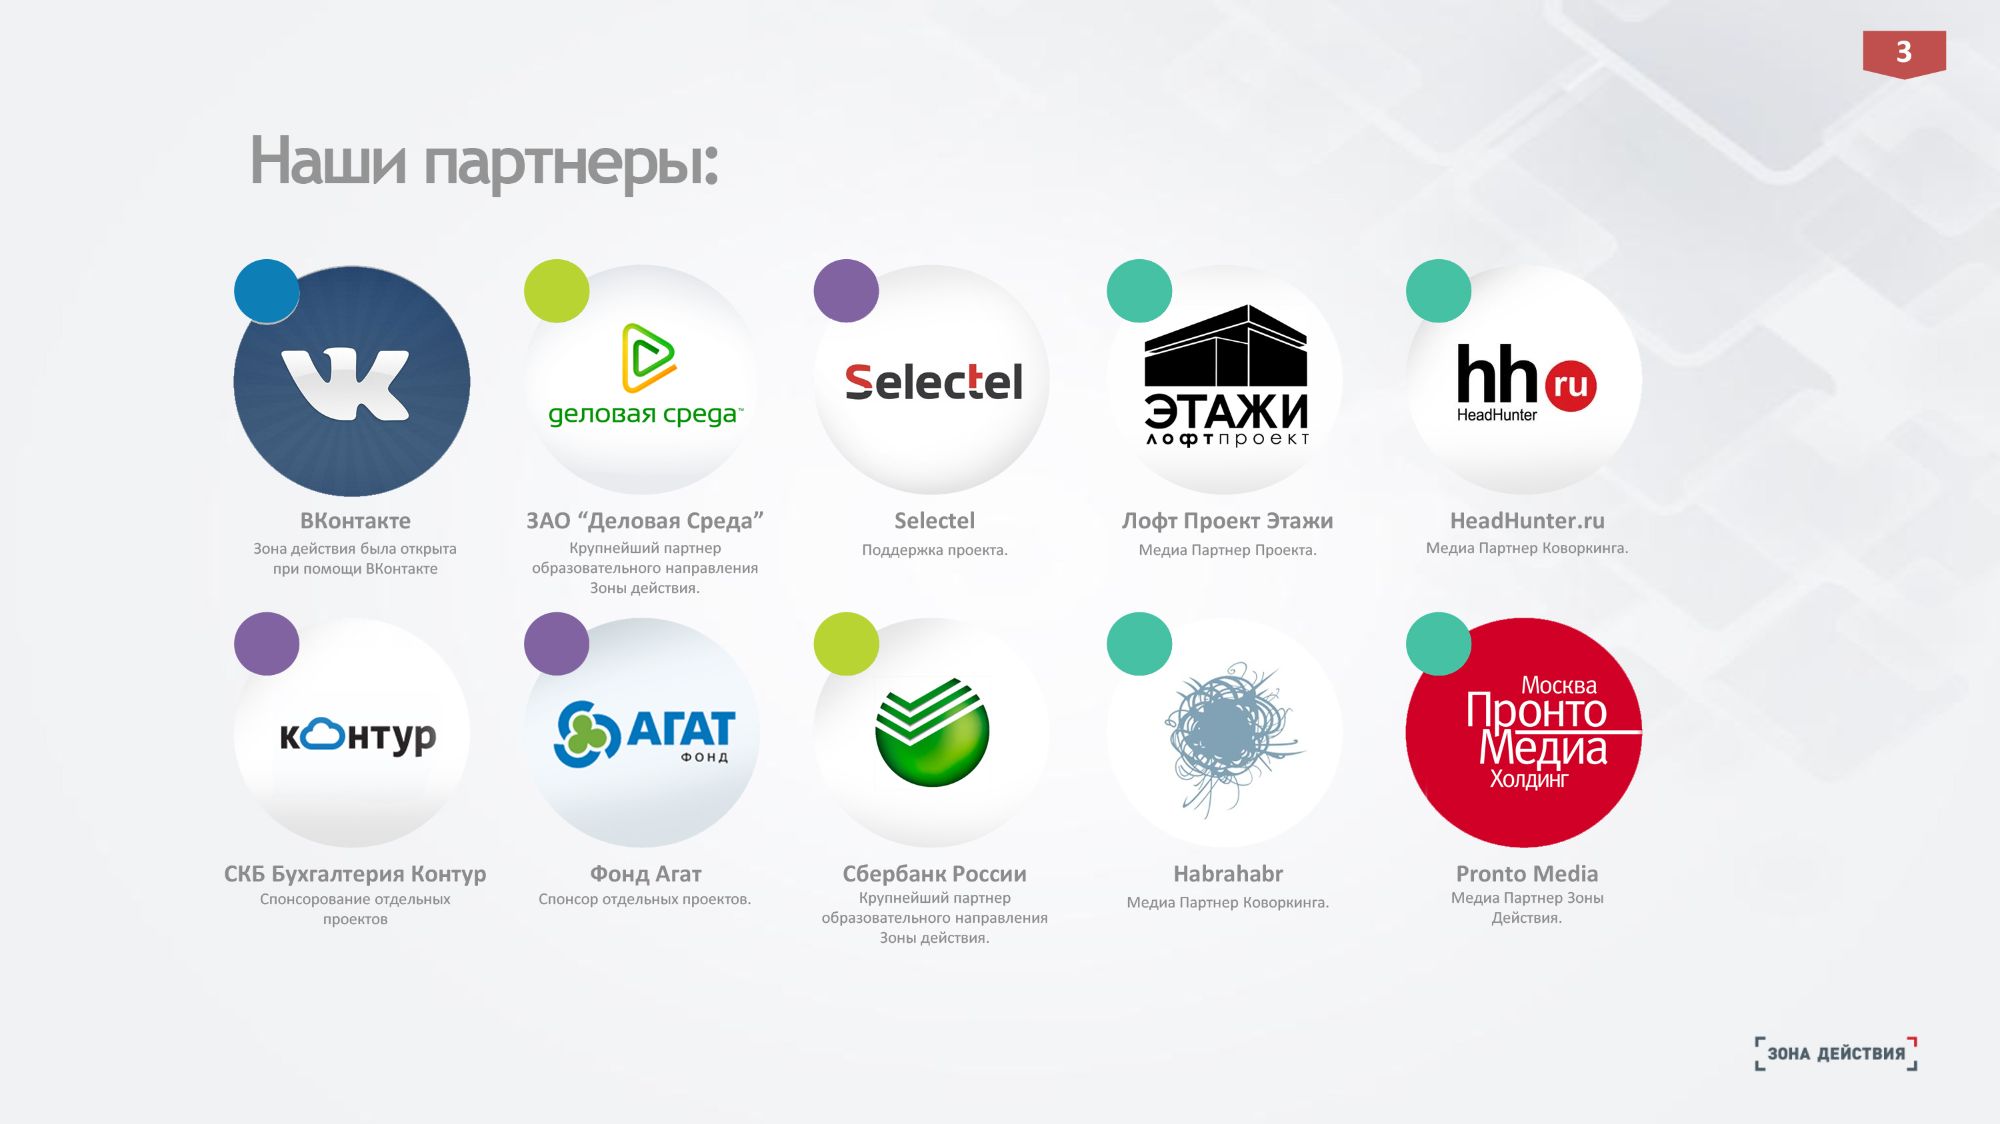 3
Наши партнеры:
деловая среда™
Selectel
ЭТАЖИ
лофтпроект
hh ru
HeadHunter
ВКонтакте
Зона действия была открыта
при помощи ВКонтакте
ЗАО “Деловая Среда”
Крупнейший партнер
образовательного направления
Зоны действия.
Selectel
Поддержка проекта.
Лофт Проект Этажи
Медиа Партнер Проекта.
HeadHunter.ru
Медиа Партнер Коворкинга.
контур
АГАТ
ФОНД
Москва
Пронто
Медиа
Холдинг
СКБ Бухгалтерия Контур
Спонсорование отдельных
проектов
Фонд Агат
Спонсор отдельных проектов.
Сбербанк России
Крупнейший партнер
образовательного направления
Зоны действия.
Habrahabr
Медиа Партнер Коворкинга.
Pronto Media
Медиа Партнер Зоны
Действия.
ЗОНА ДЕЙСТВИЯ